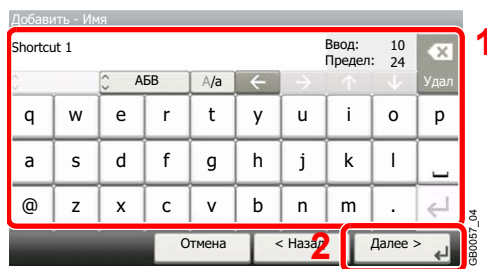 Добавить - Имя
Shortcut 1
Ввод: 10
Предел: 24
Удал
АБВ A/a ← → ↑ ↓
q w e r t y u i o p
a s d f g h j k l
@ z x c v b n m .
Отмена < Назад Далее >
1
2
GB0057_04